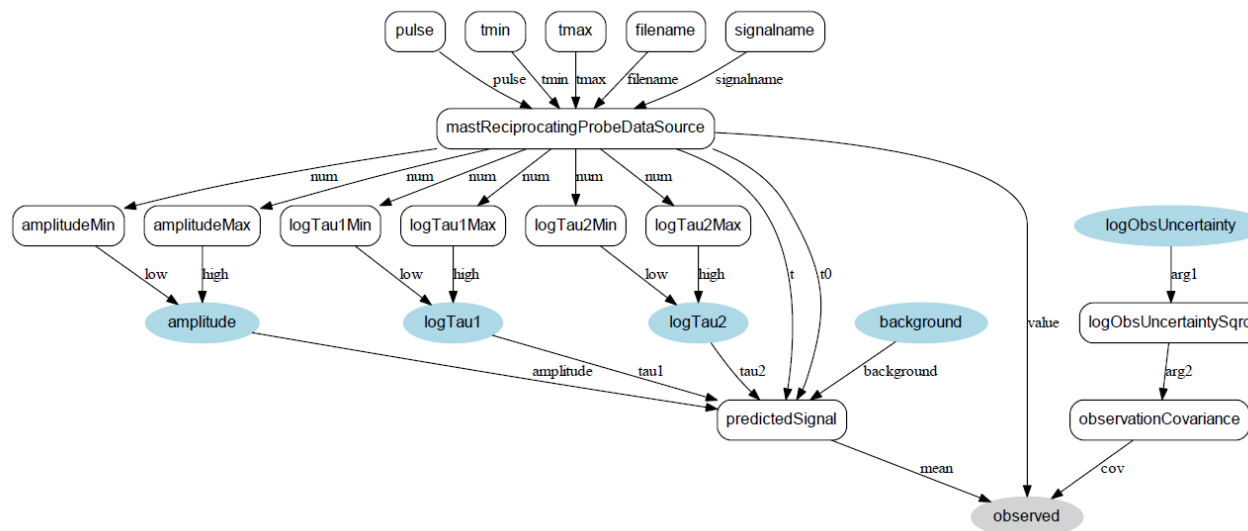 pulse
tmin
tmax
filename
signalname
pulse
tmin
tmax
filename
signalname
mastReciprocatingProbeDataSource
num
num
num
num
num
num
amplitudeMin
amplitudeMax
logTau1Min
logTau1Max
logTau2Min
logTau2Max
logObsUncertainty
low
high
low
high
low
high
t
t0
arg1
amplitude
logTau1
logTau2
background
value
logObsUncertaintySqrd
amplitude
tau1
tau2
background
arg2
predictedSignal
observationCovariance
mean
cov
observed